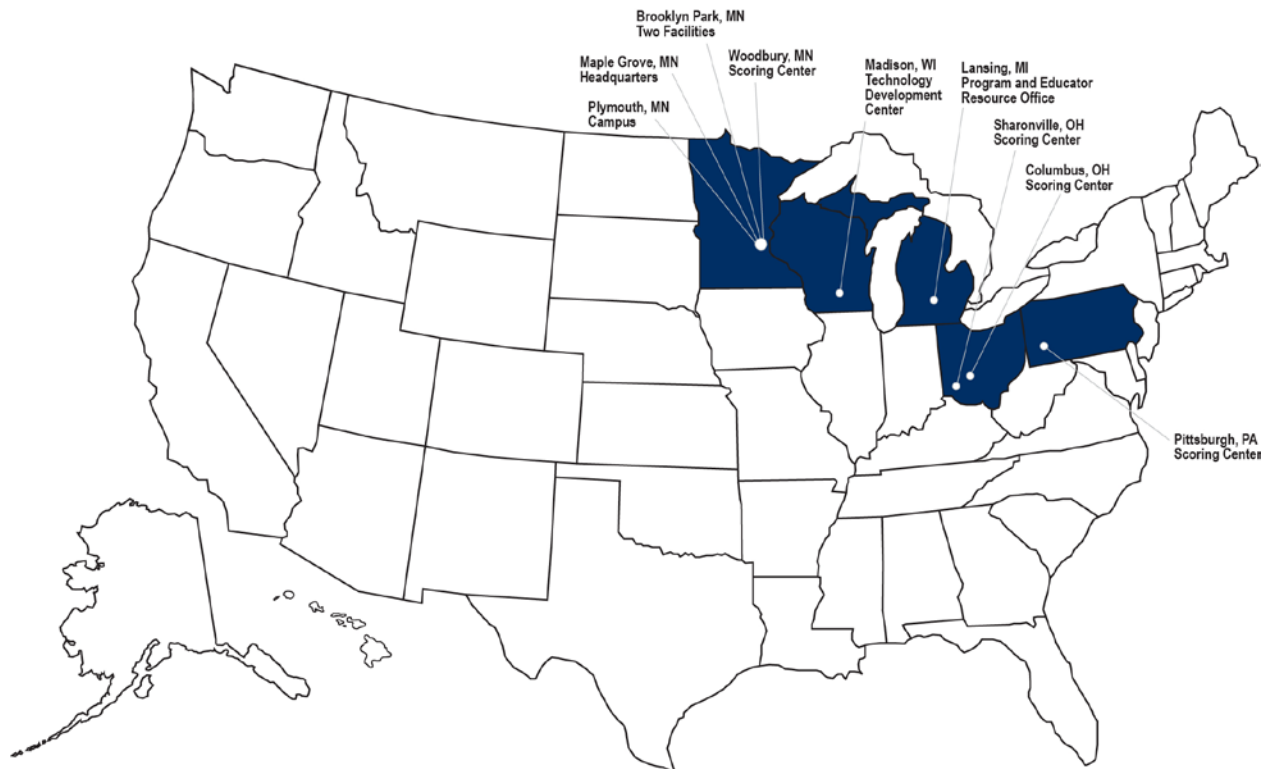 Brooklyn Park, MN
Two Facilities
Maple Grove, MN
Headquarters
Woodbury, MN
Scoring Center
Plymouth, MN
Campus
Madison, WI
Technology
Development
Center
Lansing, MI
Program and Educator
Resource Office
Sharonville, OH
Scoring Center
Columbus, OH
Scoring Center
Pittsburgh, PA
Scoring Center